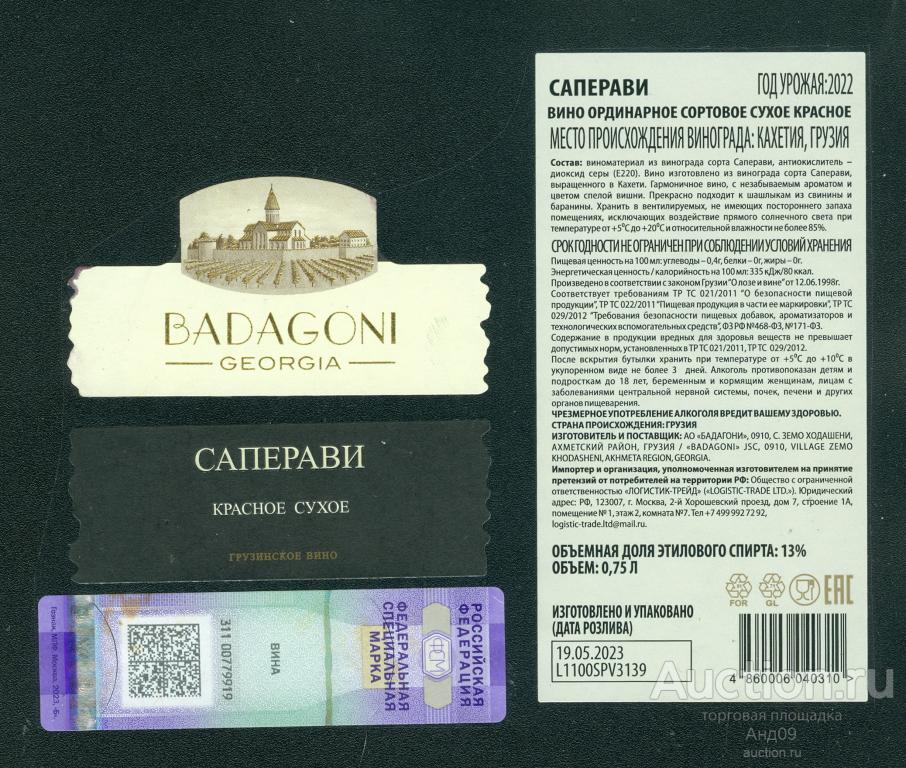 BADAGONI
GEORGIA
САПЕРАВИ
КРАСНОЕ СУХОЕ
ГРУЗИНСКОЕ ВИНО
РОССИЙСКАЯ
ФЕДЕРАЦИЯ
ФЕДЕРАЛЬНАЯ
СПЕЦИАЛЬНАЯ
МАРКА
ФСМ
ВИНА
311 00779919
Гознак, МПФ, Москва, 2023, «Б».
САПЕРАВИ ГОД УРОЖАЯ:2022
ВИНО ОРДИНАРНОЕ СОРТОВОЕ СУХОЕ КРАСНОЕ
МЕСТО ПРОИСХОЖДЕНИЯ ВИНОГРАДА: КАХЕТИЯ, ГРУЗИЯ
Состав: виноматериал из винограда сорта Саперави, антиокислитель –
диоксид серы (Е220). Вино изготовлено из винограда сорта Саперави,
выращенного в Кахети. Гармоничное вино, с незабываемым ароматом и
цветом спелой вишни. Прекрасно подходит к шашлыкам из свинины и
баранины. Хранить в вентилируемых, не имеющих постороннего запаха
помещениях, исключающих воздействие прямого солнечного света при
температуре от +5⁰С до +20⁰С и относительной влажности не более 85%.
СРОК ГОДНОСТИ НЕ ОГРАНИЧЕН ПРИ СОБЛЮДЕНИИ УСЛОВИЙ ХРАНЕНИЯ
Пищевая ценность на 100 мл: углеводы – 0,4г, белки – 0г, жиры – 0г.
Энергетическая ценность / калорийность на 100 мл: 335 кДж/80 ккал.
Произведено в соответствии с законом Грузии "О лозе и вине" от 12.06.1998г.
Соответствует требованиям ТР ТС 021/2011 "О безопасности пищевой
продукции", ТР ТС 022/2011 "Пищевая продукция в части ее маркировки", ТР ТС
029/2012 "Требования безопасности пищевых добавок, ароматизаторов и
технологических вспомогательных средств", ФЗ РФ №468-ФЗ, №171-ФЗ.
Содержание в продукции вредных для здоровья веществ не превышает
допустимых норм, установленных в ТР ТС 021/2011, ТР ТС 029/2012.
После вскрытия бутылки хранить при температуре от +5⁰С до +10⁰С в
укупоренном виде не более 3 дней. Алкоголь противопоказан детям и
подросткам до 18 лет, беременным и кормящим женщинам, лицам с
заболеваниями центральной нервной системы, почек, печени и других
органов пищеварения.
ЧРЕЗМЕРНОЕ УПОТРЕБЛЕНИЕ АЛКОГОЛЯ ВРЕДИТ ВАШЕМУ ЗДОРОВЬЮ.
СТРАНА ПРОИСХОЖДЕНИЯ: ГРУЗИЯ
ИЗГОТОВИТЕЛЬ И ПОСТАВЩИК: АО «БАДАГОНИ», 0910, С. ЗЕМО ХОДАШЕНИ,
АХМЕТСКИЙ РАЙОН, ГРУЗИЯ / «BADAGONI» JSC, 0910, VILLAGE ZEMO
KHODASHENI, AKHMETA REGION, GEORGIA.
Импортер и организация, уполномоченная изготовителем на принятие
претензий от потребителей на территории РФ: Общество с ограниченной
ответственностью «ЛОГИСТИК-ТРЕЙД» («LOGISTIC-TRADE LTD.»). Юридический
адрес: РФ, 123007, г. Москва, 2-й Хорошевский проезд, дом 7, строение 1А,
помещение № 1, этаж 2, комната №7. Тел +7 499 992 72 92,
logistic-trade.ltd@mail.ru.
ОБЪЕМНАЯ ДОЛЯ ЭТИЛОВОГО СПИРТА: 13%
ОБЪЕМ: 0,75 Л
FOR GL EAC
ИЗГОТОВЛЕНО И УПАКОВАНО
(ДАТА РОЗЛИВА)
19.05.2023
L1100SPV3139
4 860006 040310 >
Auction.ru
торговая площадка
Анд09
auction.ru